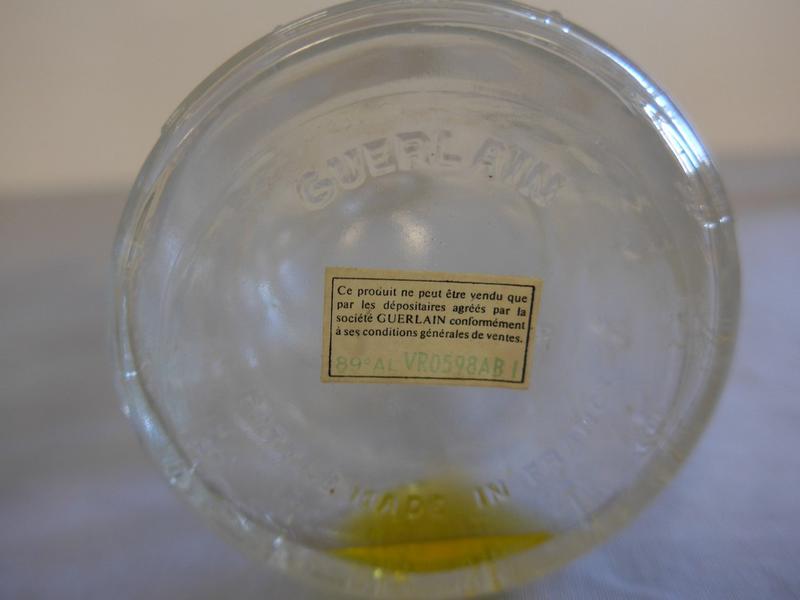 GUERLAIN
Ce produit ne peut être vendu que
par les dépositaires agréés par la
société GUERLAIN conformément
à ses conditions générales de ventes.
89° AL VR0598AB1
MADE IN FRANCE